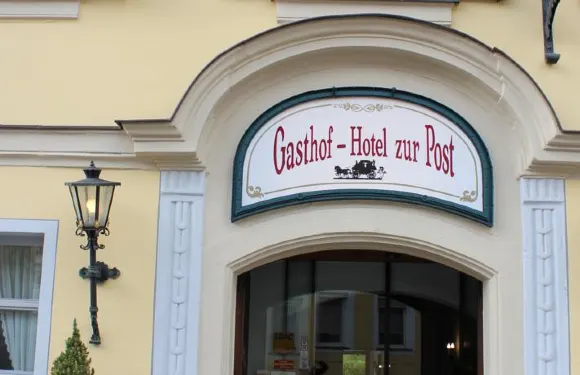 Gasthof - Hotel zur Post